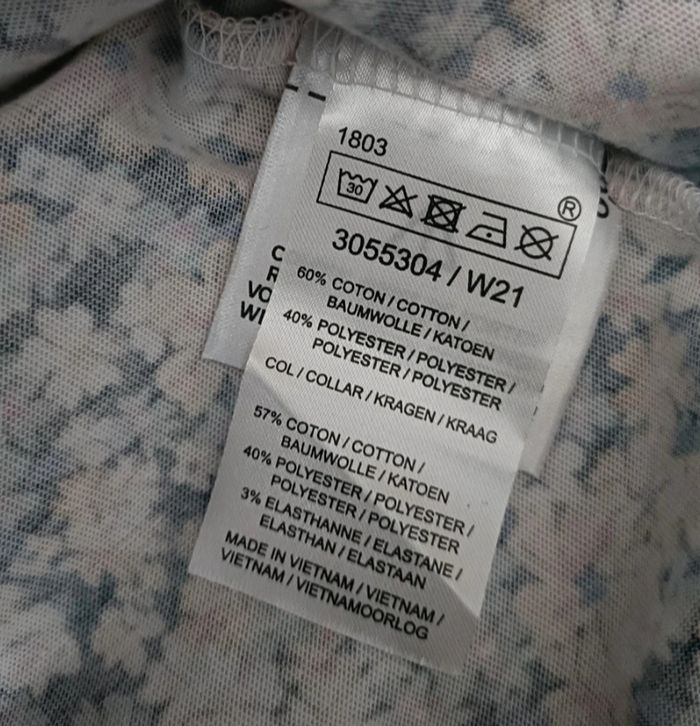 1803
30
®
3055304 / W21
60% COTON / COTTON /
BAUMWOLLE / KATOEN
40% POLYESTER / POLYESTER /
POLYESTER / POLYESTER
COL / COLLAR / KRAGEN / KRAAG
57% COTON / COTTON /
BAUMWOLLE / KATOEN
40% POLYESTER / POLYESTER /
POLYESTER / POLYESTER
3% ELASTHANNE / ELASTANE /
ELASTHAN / ELASTAAN
MADE IN VIETNAM / VIETNAM /
VIETNAM / VIETNAMOORLOG